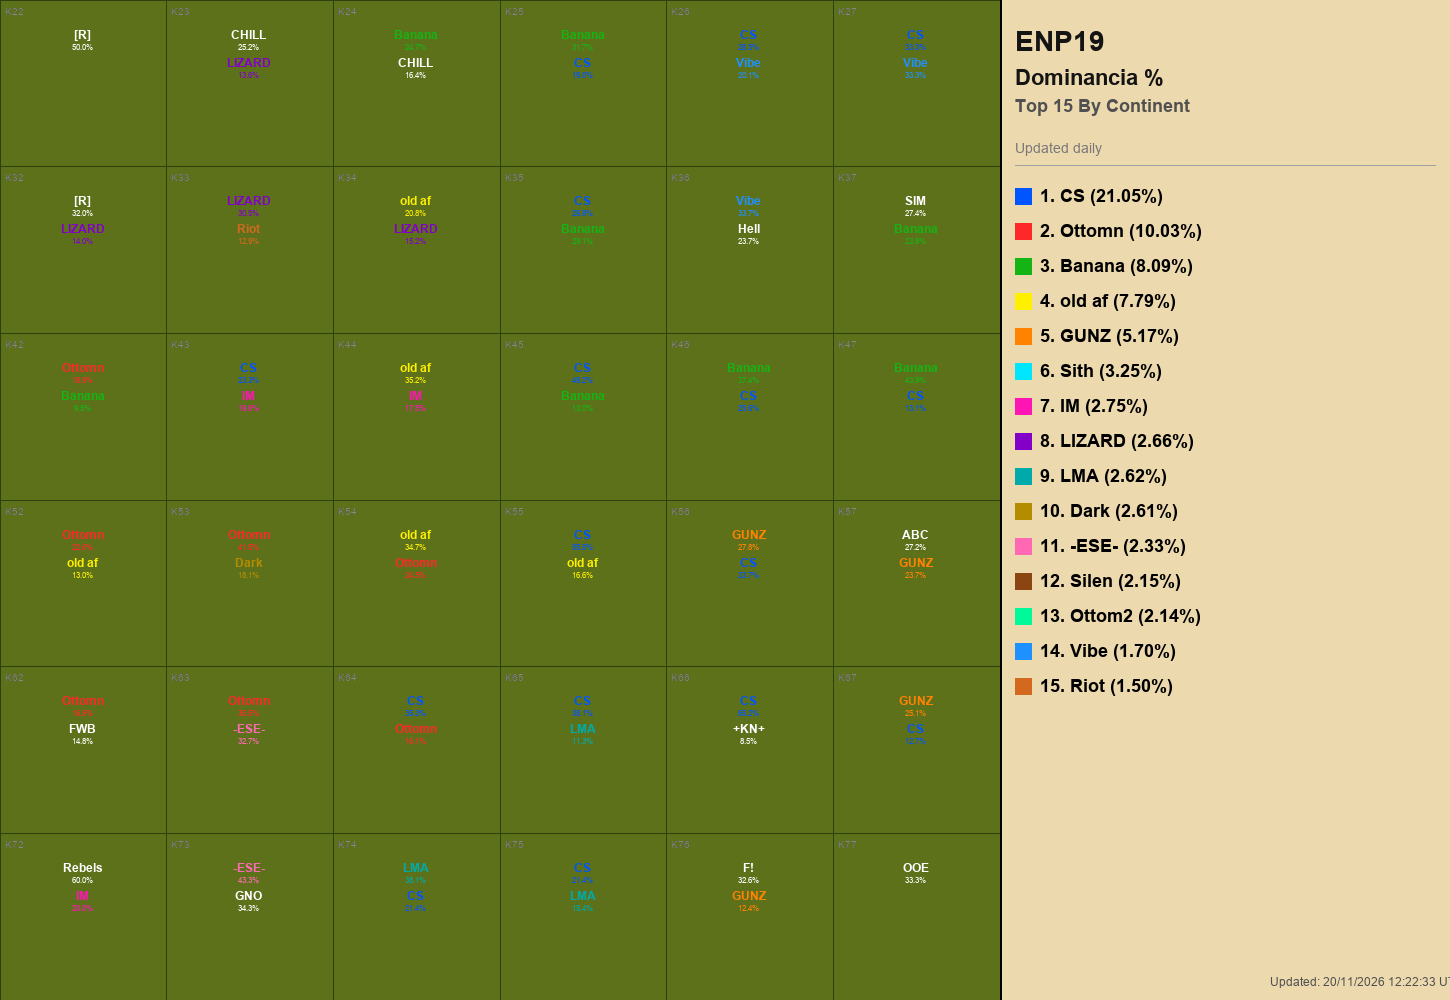 K22
[R]
50.0%
K23
CHILL
25.2%
LIZARD
K24
Banana
CHILL
16.4%
K25
Banana
CS
K26
CS
Vibe
20.1%
K27
CS
Vibe
33.3%
K32
[R]
32.0%
LIZARD
14.0%
K33
LIZARD
Riot
12.9%
K34
old af
20.8%
LIZARD
15.2%
K35
CS
Banana
K36
Vibe
Hell
23.7%
K37
SIM
27.4%
Banana
K42
Ottomn
Banana
K43
CS
IM
K44
old af
35.2%
IM
K45
CS
Banana
K46
Banana
CS
K47
Banana
CS
K52
Ottomn
old af
13.0%
K53
Ottomn
Dark
18.1%
K54
old af
34.7%
Ottomn
K55
CS
old af
16.6%
K56
GUNZ
27.8%
CS
K57
ABC
27.2%
GUNZ
23.7%
K62
Ottomn
FWB
14.8%
K63
Ottomn
-ESE-
32.7%
K64
CS
Ottomn
K65
CS
LMA
K66
CS
+KN+
8.5%
K67
GUNZ
25.1%
CS
K72
Rebels
60.0%
IM
K73
-ESE-
43.3%
GNO
34.3%
K74
LMA
CS
K75
CS
LMA
K76
F!
32.6%
GUNZ
12.4%
K77
OOE
33.3%
ENP19
Dominancia %
Top 15 By Continent
Updated daily
1. CS (21.05%)
2. Ottomn (10.03%)
3. Banana (8.09%)
4. old af (7.79%)
5. GUNZ (5.17%)
6. Sith (3.25%)
7. IM (2.75%)
8. LIZARD (2.66%)
9. LMA (2.62%)
10. Dark (2.61%)
11. -ESE- (2.33%)
12. Silen (2.15%)
13. Ottom2 (2.14%)
14. Vibe (1.70%)
15. Riot (1.50%)
Updated: 20/11/2026 12:22:33